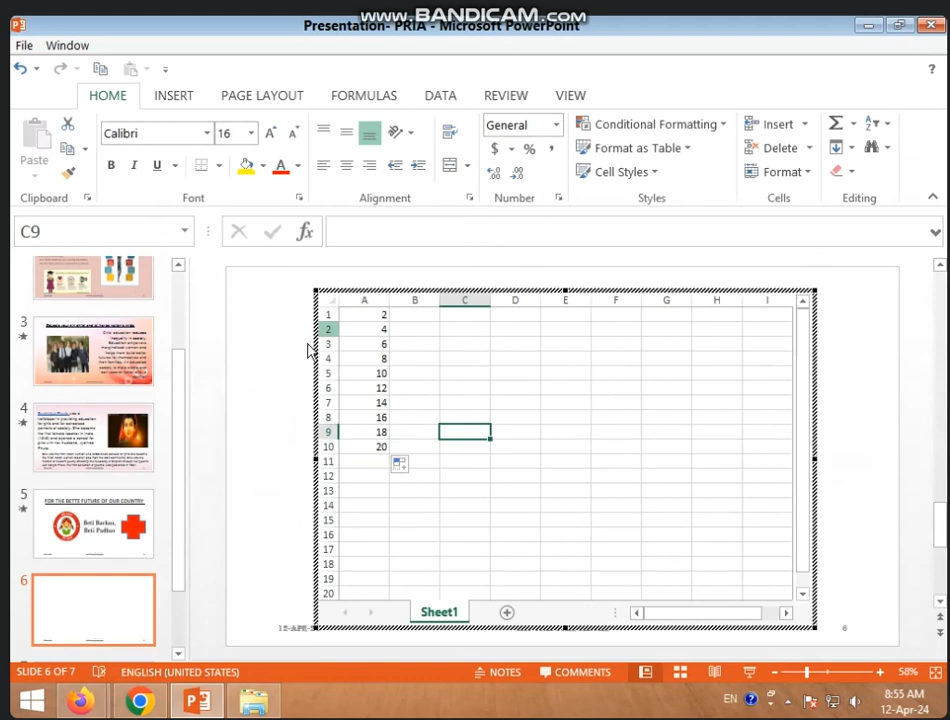 www.BANDICAM.com
Presentation- PRIA - Microsoft PowerPoint
File Window
?
HOME INSERT PAGE LAYOUT FORMULAS DATA REVIEW VIEW
Calibri 16 General Conditional Formatting Insert
Paste $ % , Format as Table Delete
B I U A Cell Styles Format
Clipboard Font Alignment Number Styles Cells Editing
C9 fx
A B C D E F G H I
1 2
2 4
3 6
4 8
5 10
6 12
7 14
8 16
9 18
10 20
11
12
13
14
15
16
17
18
19
20
Sheet1
6
3
4
5
FOR THE BETTE FUTURE OF OUR COUNTRY
Beti Bachao,
Beti Padhao
6
SLIDE 6 OF 7 ENGLISH (UNITED STATES) NOTES COMMENTS 58%
EN 8:55 AM
12-Apr-24